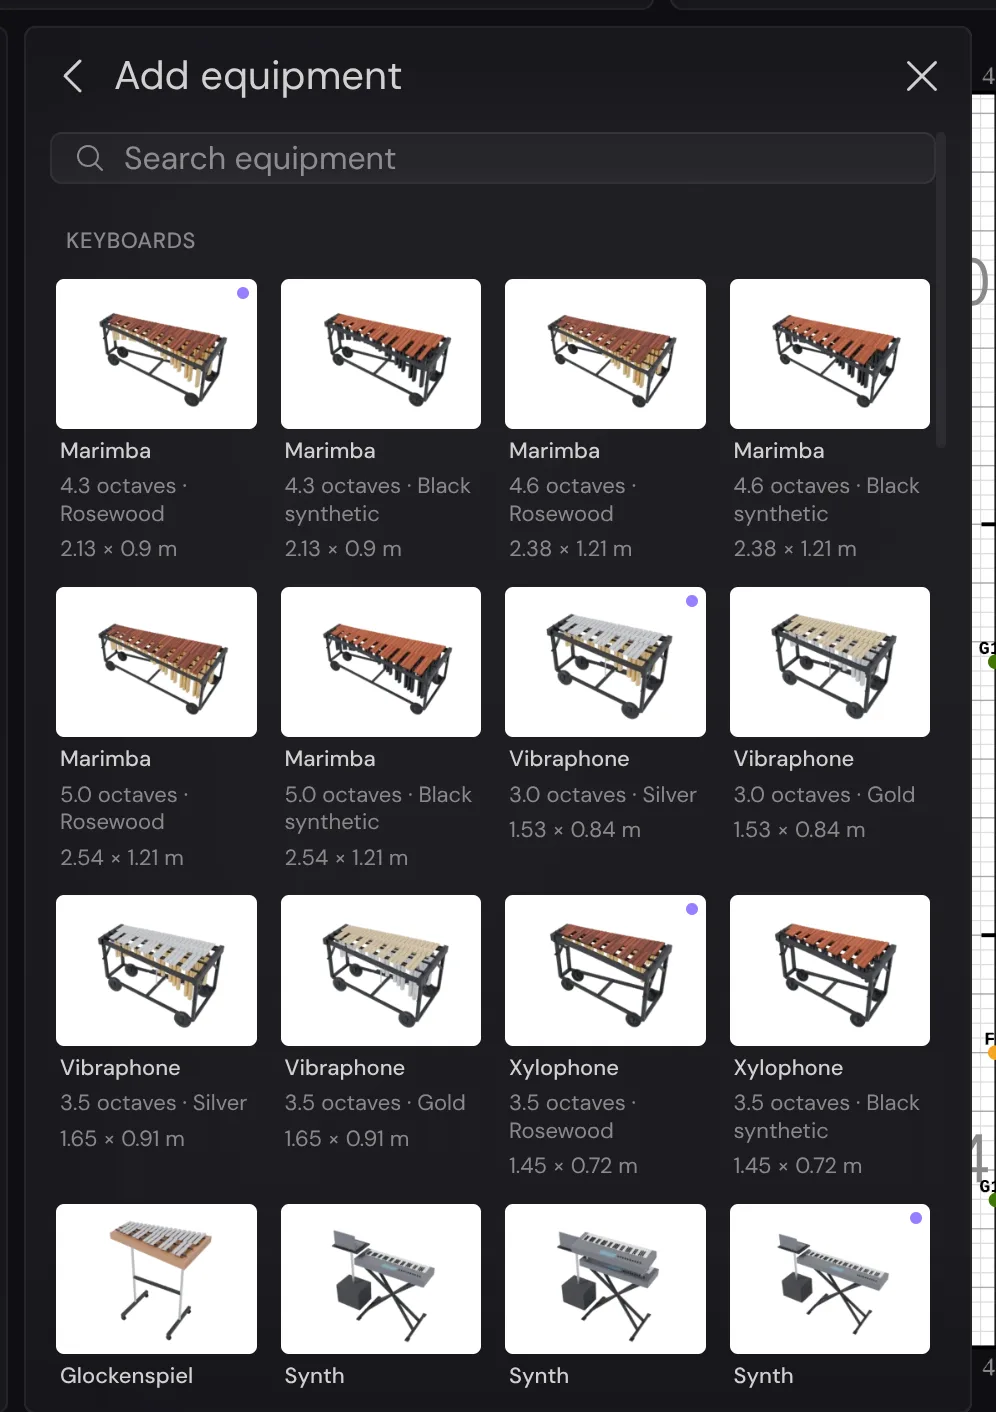 Add equipment
4
Search equipment
KEYBOARDS
Marimba
4.3 octaves ·
Rosewood
2.13 × 0.9 m
Marimba
4.3 octaves · Black
synthetic
2.13 × 0.9 m
Marimba
4.6 octaves ·
Rosewood
2.38 × 1.21 m
Marimba
4.6 octaves · Black
synthetic
2.38 × 1.21 m
Marimba
5.0 octaves ·
Rosewood
2.54 × 1.21 m
Marimba
5.0 octaves · Black
synthetic
2.54 × 1.21 m
Vibraphone
3.0 octaves · Silver
1.53 × 0.84 m
Vibraphone
3.0 octaves · Gold
1.53 × 0.84 m
Vibraphone
3.5 octaves · Silver
1.65 × 0.91 m
Vibraphone
3.5 octaves · Gold
1.65 × 0.91 m
Xylophone
3.5 octaves ·
Rosewood
1.45 × 0.72 m
Xylophone
3.5 octaves · Black
synthetic
1.45 × 0.72 m
Glockenspiel
Synth
Synth
Synth
0
G1
F
4
G1
4